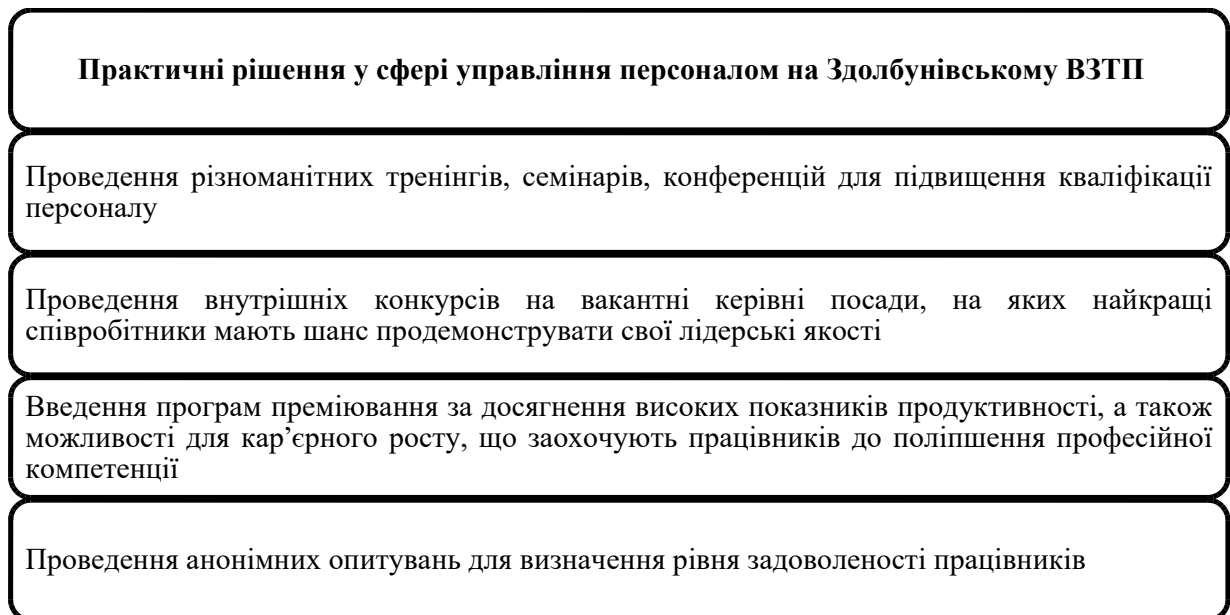 Практичні рішення у сфері управління персоналом на Здолбунівському ВЗТП
Проведення різноманітних тренінгів, семінарів, конференцій для підвищення кваліфікації
персоналу
Проведення внутрішніх конкурсів на вакантні керівні посади, на яких найкращі
співробітники мають шанс продемонструвати свої лідерські якості
Введення програм преміювання за досягнення високих показників продуктивності, а також
можливості для кар’єрного росту, що заохочують працівників до поліпшення професійної
компетенції
Проведення анонімних опитувань для визначення рівня задоволеності працівників